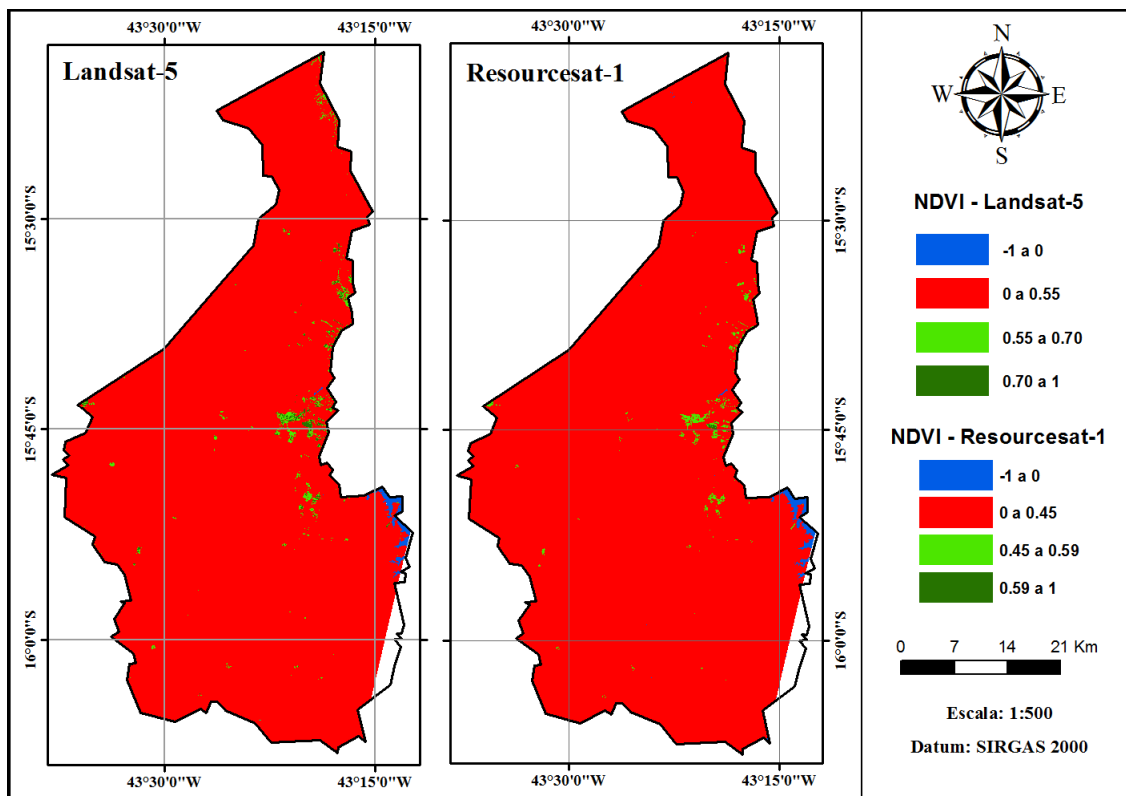 43°30'0"W 43°15'0"W
Landsat-5
15°30'0"S
15°45'0"S
16°0'0"S
43°30'0"W 43°15'0"W
43°30'0"W 43°15'0"W
Resourcesat-1
15°30'0"S
15°45'0"S
16°0'0"S
43°30'0"W 43°15'0"W
N
W E
S
NDVI - Landsat-5
-1 a 0
0 a 0.55
0.55 a 0.70
0.70 a 1
NDVI - Resourcesat-1
-1 a 0
0 a 0.45
0.45 a 0.59
0.59 a 1
0 7 14 21 Km
Escala: 1:500
Datum: SIRGAS 2000